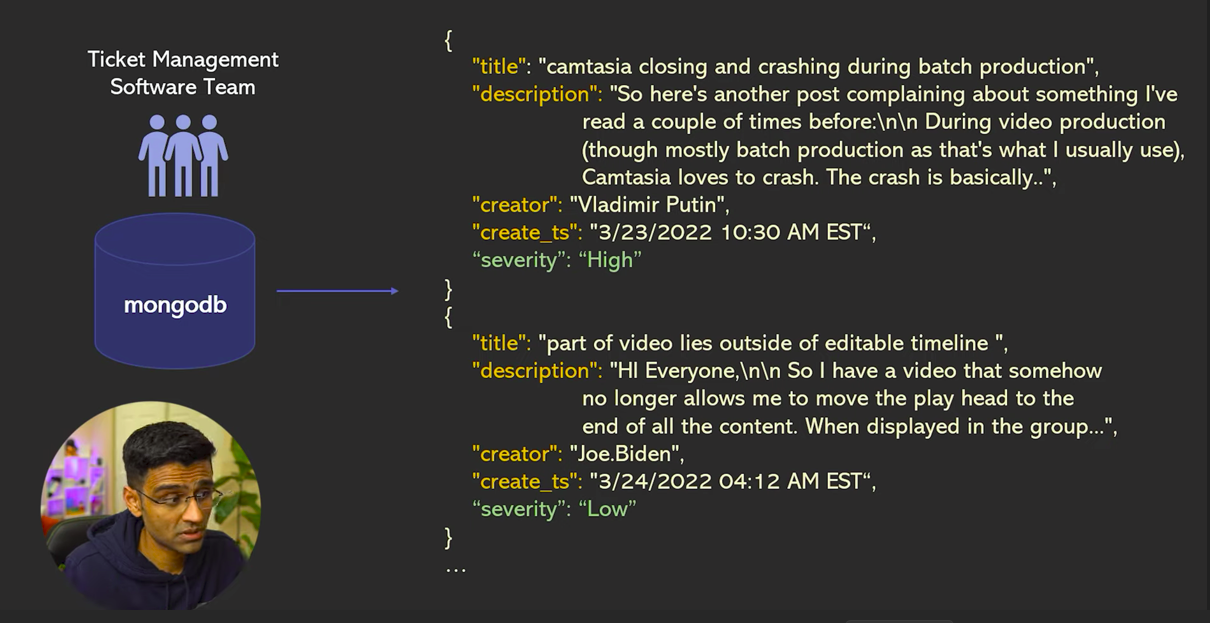 Ticket Management
Software Team
mongodb
{
"title": "camtasia closing and crashing during batch production",
"description": "So here's another post complaining about something I've
read a couple of times before:\n\n During video production
(though mostly batch production as that's what I usually use),
Camtasia loves to crash. The crash is basically..",
"creator": "Vladimir Putin",
"create_ts": "3/23/2022 10:30 AM EST“,
“severity”: “High”
}
{
"title": "part of video lies outside of editable timeline ",
"description": "HI Everyone,\n\n So I have a video that somehow
no longer allows me to move the play head to the
end of all the content. When displayed in the group...",
"creator": "Joe.Biden",
"create_ts": "3/24/2022 04:12 AM EST“,
“severity”: “Low”
}
...